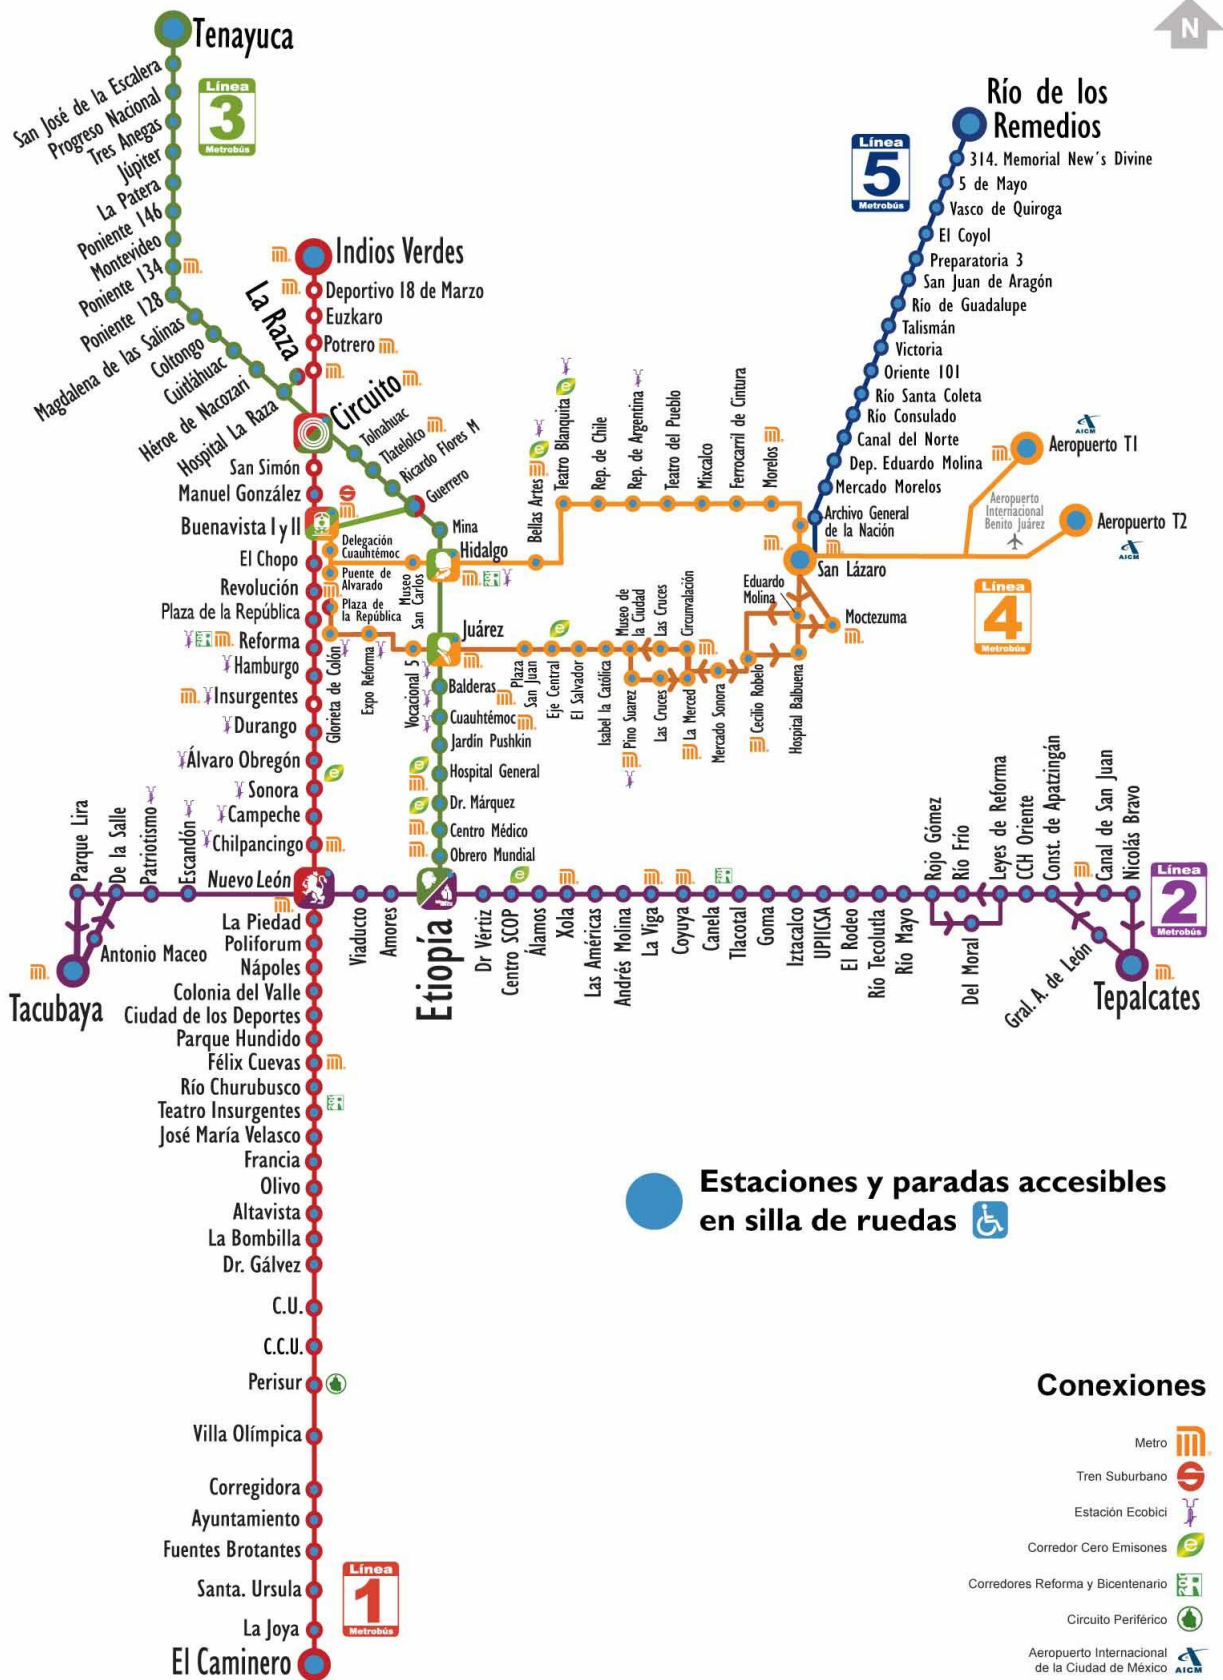 N
Tenayuca
San José de la Escalera
Progreso Nacional
Tres Anegas
Júpiter
La Patera
Poniente 146
Montevideo
Poniente 134
Poniente 128
Magdalena de las Salinas
Coltongo
Cuitláhuac
Héroe de Nacozari
Hospital La Raza
La Raza
Circuito
Tolnahuac
Tlatelolco
Ricardo Flores M
Guerrero
Mina
Hidalgo
Juárez
Balderas
Cuauhtémoc
Jardín Pushkin
Hospital General
Dr. Márquez
Centro Médico
Obrero Mundial
Etiopía
Línea
3
Metrobús
Indios Verdes
Deportivo 18 de Marzo
Euzkaro
Potrero
San Simón
Manuel González
Buenavista I y II
El Chopo
Revolución
Plaza de la República
Reforma
Hamburgo
Insurgentes
Durango
Álvaro Obregón
Sonora
Campeche
Chilpancingo
Nuevo León
La Piedad
Poliforum
Nápoles
Colonia del Valle
Ciudad de los Deportes
Parque Hundido
Félix Cuevas
Río Churubusco
Teatro Insurgentes
José María Velasco
Francia
Olivo
Altavista
La Bombilla
Dr. Gálvez
C.U.
C.C.U.
Perisur
Villa Olímpica
Corregidora
Ayuntamiento
Fuentes Brotantes
Santa. Ursula
La Joya
El Caminero
Línea
1
Metrobús
Delegación
Cuauhtémoc
Puente de
Alvarado
Plaza de
la República
Museo
San Carlos
Glorieta de Colón
Expo Reforma
Vocacional 5
Bellas Artes
Teatro Blanquita
Rep. de Chile
Rep. de Argentina
Teatro del Pueblo
Mixcalco
Ferrocarril de Cintura
Morelos
Plaza
San Juan
Eje Central
El Salvador
Isabel la Católica
Museo de
la Ciudad
Las Cruces
Circunvalación
Pino Suarez
Las Cruces
La Merced
Mercado Sonora
Cecilio Robelo
Hospital Balbuena
Eduardo
Molina
Moctezuma
San Lázaro
Aeropuerto
Internacional
Benito Juárez
AICM
Aeropuerto T1
Aeropuerto T2
AICM
Línea
4
Metrobús
Río de los
Remedios
314. Memorial New´s Divine
5 de Mayo
Vasco de Quiroga
El Coyol
Preparatoria 3
San Juan de Aragón
Río de Guadalupe
Talismán
Victoria
Oriente 101
Río Santa Coleta
Río Consulado
Canal del Norte
Dep. Eduardo Molina
Mercado Morelos
Archivo General
de la Nación
Línea
5
Metrobús
Tacubaya
Parque Lira
De la Salle
Antonio Maceo
Patriotismo
Escandón
Viaducto
Amores
Dr Vértiz
Centro SCOP
Álamos
Xola
Las Américas
Andrés Molina
La Viga
Coyuya
Canela
Tlacotal
Goma
Iztacalco
UPIICSA
El Rodeo
Río Tecolutla
Río Mayo
Rojo Gómez
Río Frío
Del Moral
Leyes de Reforma
CCH Oriente
Const. de Apatzingán
Canal de San Juan
Nicolás Bravo
Gral. A. de León
Tepalcates
Línea
2
Metrobús
Estaciones y paradas accesibles
en silla de ruedas
Conexiones
Metro
Tren Suburbano
Estación Ecobici
Corredor Cero Emisones
Corredores Reforma y Bicentenario
Circuito Periférico
Aeropuerto Internacional
de la Ciudad de México
AICM